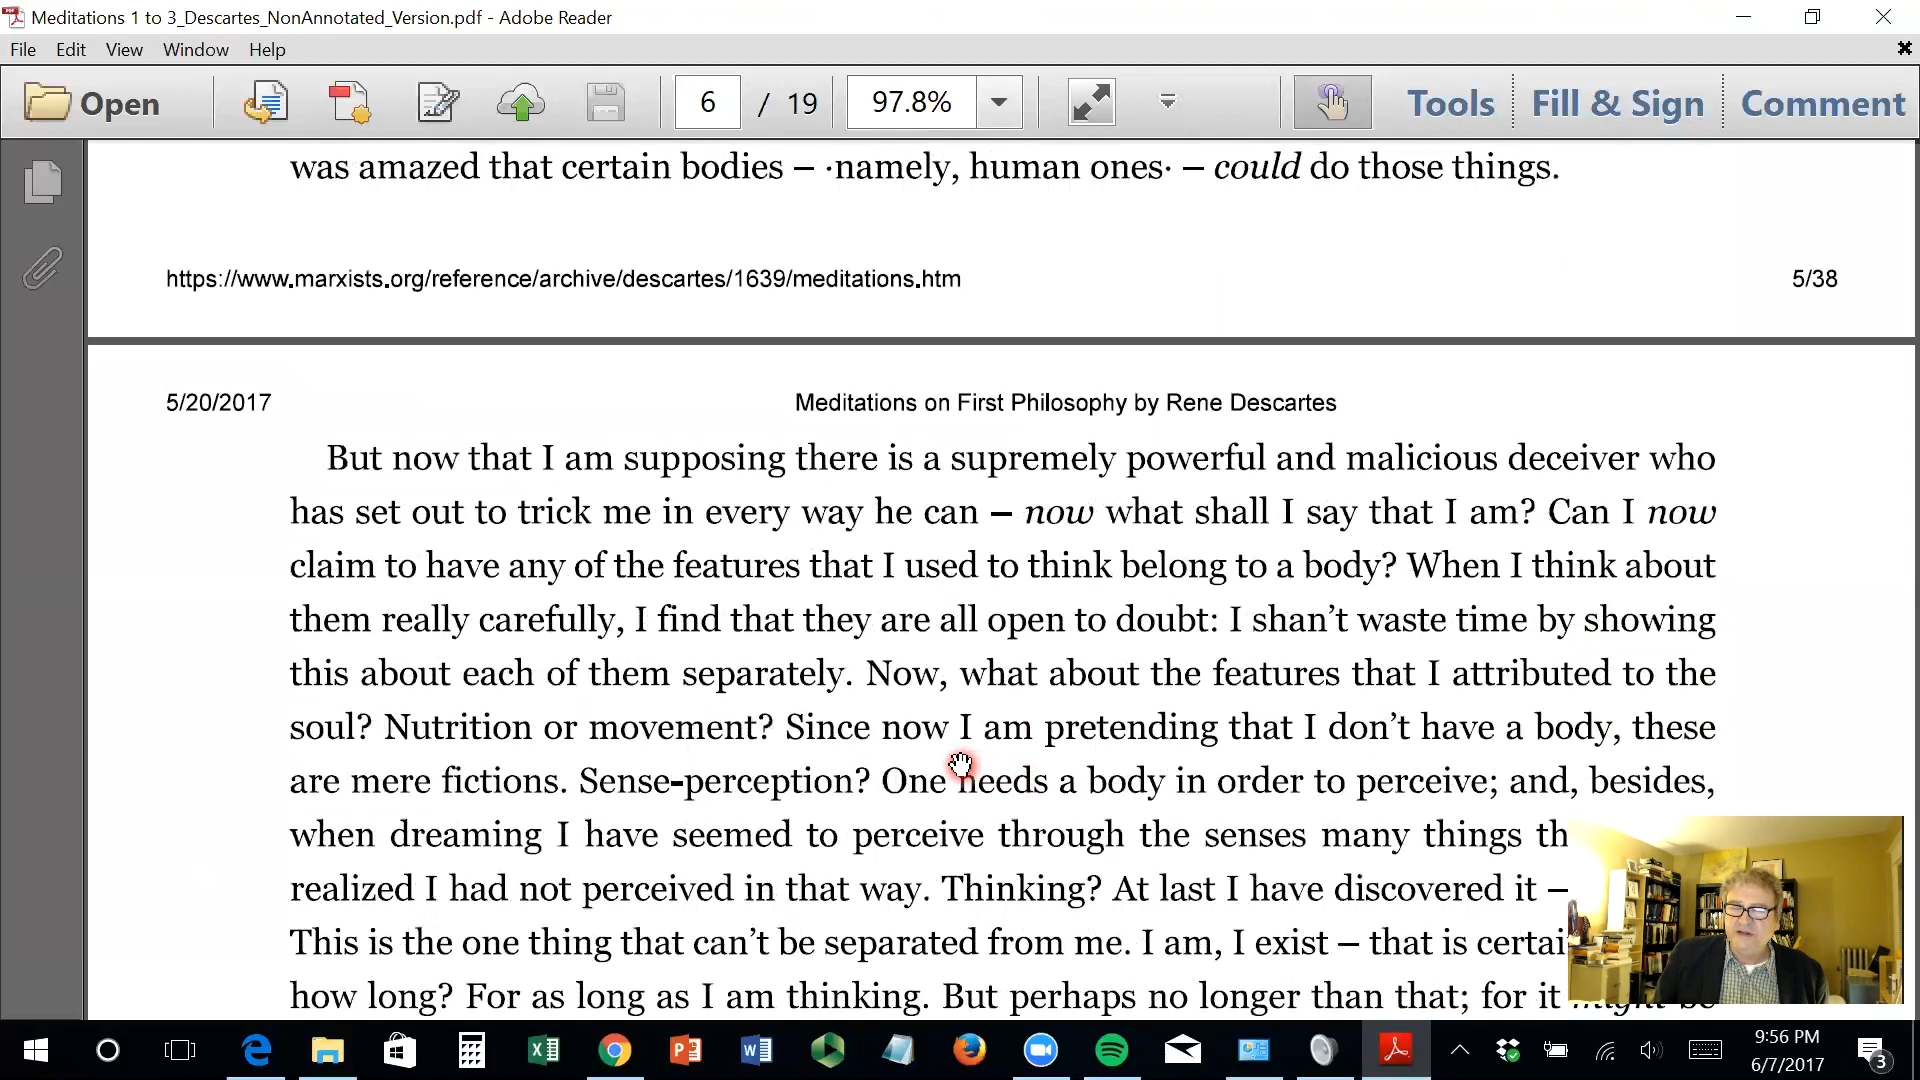 Meditations 1 to 3_Descartes_NonAnnotated_Version.pdf - Adobe Reader
File Edit View Window Help
Open 6 / 19 97.8% Tools Fill & Sign Comment
was amazed that certain bodies – ·namely, human ones· – could do those things.
https://www.marxists.org/reference/archive/descartes/1639/meditations.htm 5/38
5/20/2017 Meditations on First Philosophy by Rene Descartes
But now that I am supposing there is a supremely powerful and malicious deceiver who
has set out to trick me in every way he can – now what shall I say that I am? Can I now
claim to have any of the features that I used to think belong to a body? When I think about
them really carefully, I find that they are all open to doubt: I shan’t waste time by showing
this about each of them separately. Now, what about the features that I attributed to the
soul? Nutrition or movement? Since now I am pretending that I don’t have a body, these
are mere fictions. Sense-perception? One needs a body in order to perceive; and, besides,
when dreaming I have seemed to perceive through the senses many things th
realized I had not perceived in that way. Thinking? At last I have discovered it –
This is the one thing that can’t be separated from me. I am, I exist – that is certai
how long? For as long as I am thinking. But perhaps no longer than that; for it might be
9:56 PM
6/7/2017
3